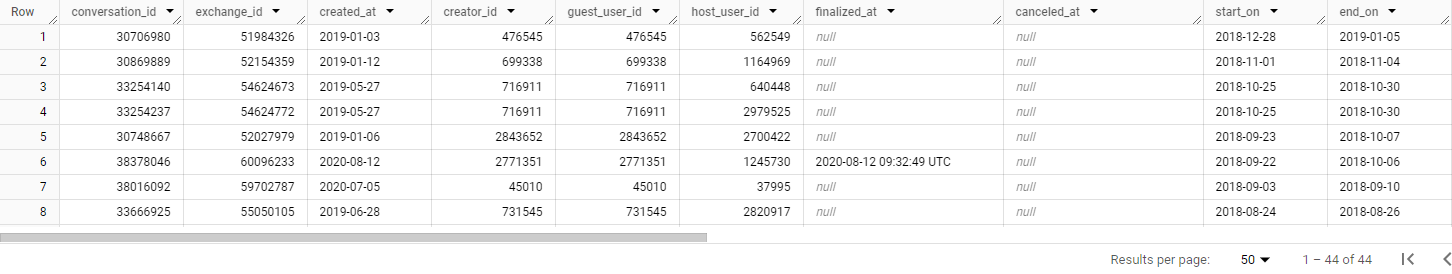 Row conversation_id exchange_id created_at creator_id guest_user_id host_user_id finalized_at canceled_at start_on end_on
1 30706980 51984326 2019-01-03 476545 476545 562549 null null 2018-12-28 2019-01-05
2 30869889 52154359 2019-01-12 699338 699338 1164969 null null 2018-11-01 2018-11-04
3 33254140 54624673 2019-05-27 716911 716911 640448 null null 2018-10-25 2018-10-30
4 33254237 54624772 2019-05-27 716911 716911 2979525 null null 2018-10-25 2018-10-30
5 30748667 52027979 2019-01-06 2843652 2843652 2700422 null null 2018-09-23 2018-10-07
6 38378046 60096233 2020-08-12 2771351 2771351 1245730 2020-08-12 09:32:49 UTC null 2018-09-22 2018-10-06
7 38016092 59702787 2020-07-05 45010 45010 37995 null null 2018-09-03 2018-09-10
8 33666925 55050105 2019-06-28 731545 731545 2820917 null null 2018-08-24 2018-08-26
Results per page: 50 1 – 44 of 44